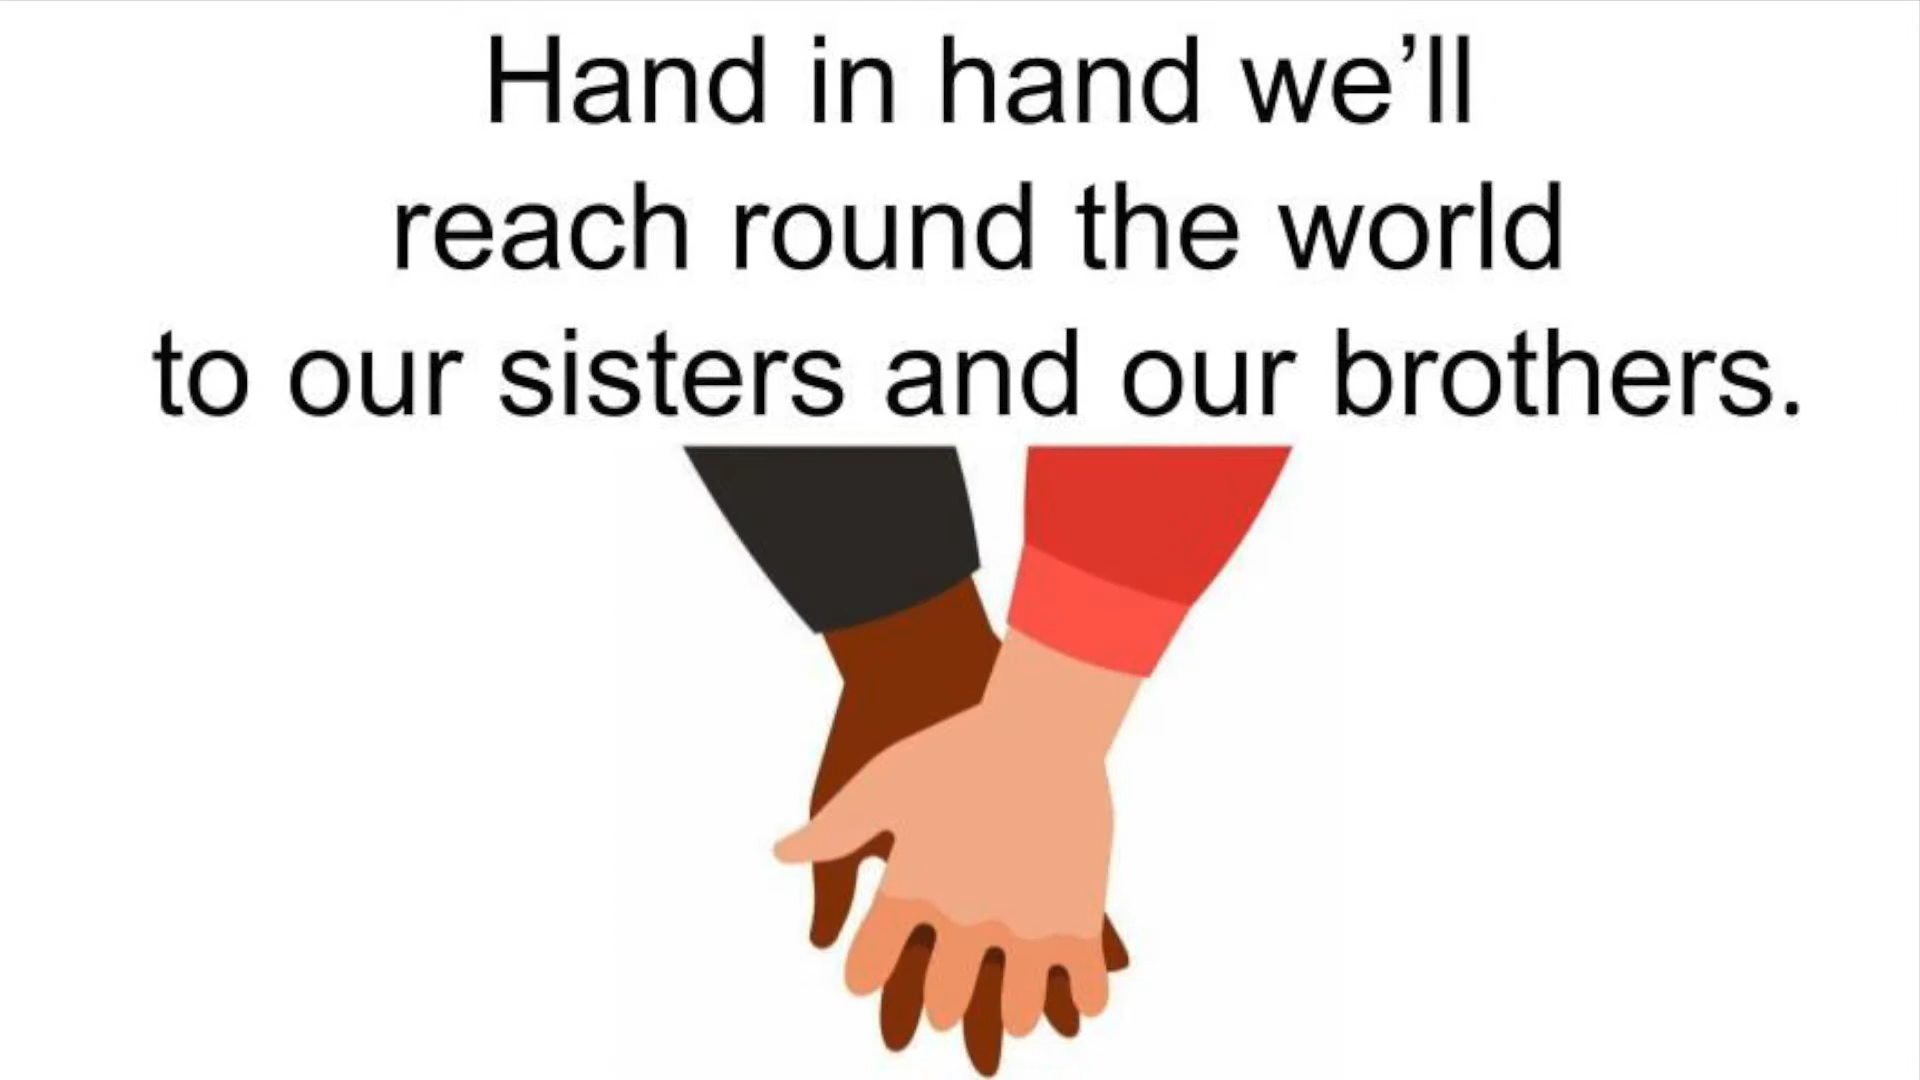 Hand in hand we’ll
reach round the world
to our sisters and our brothers.